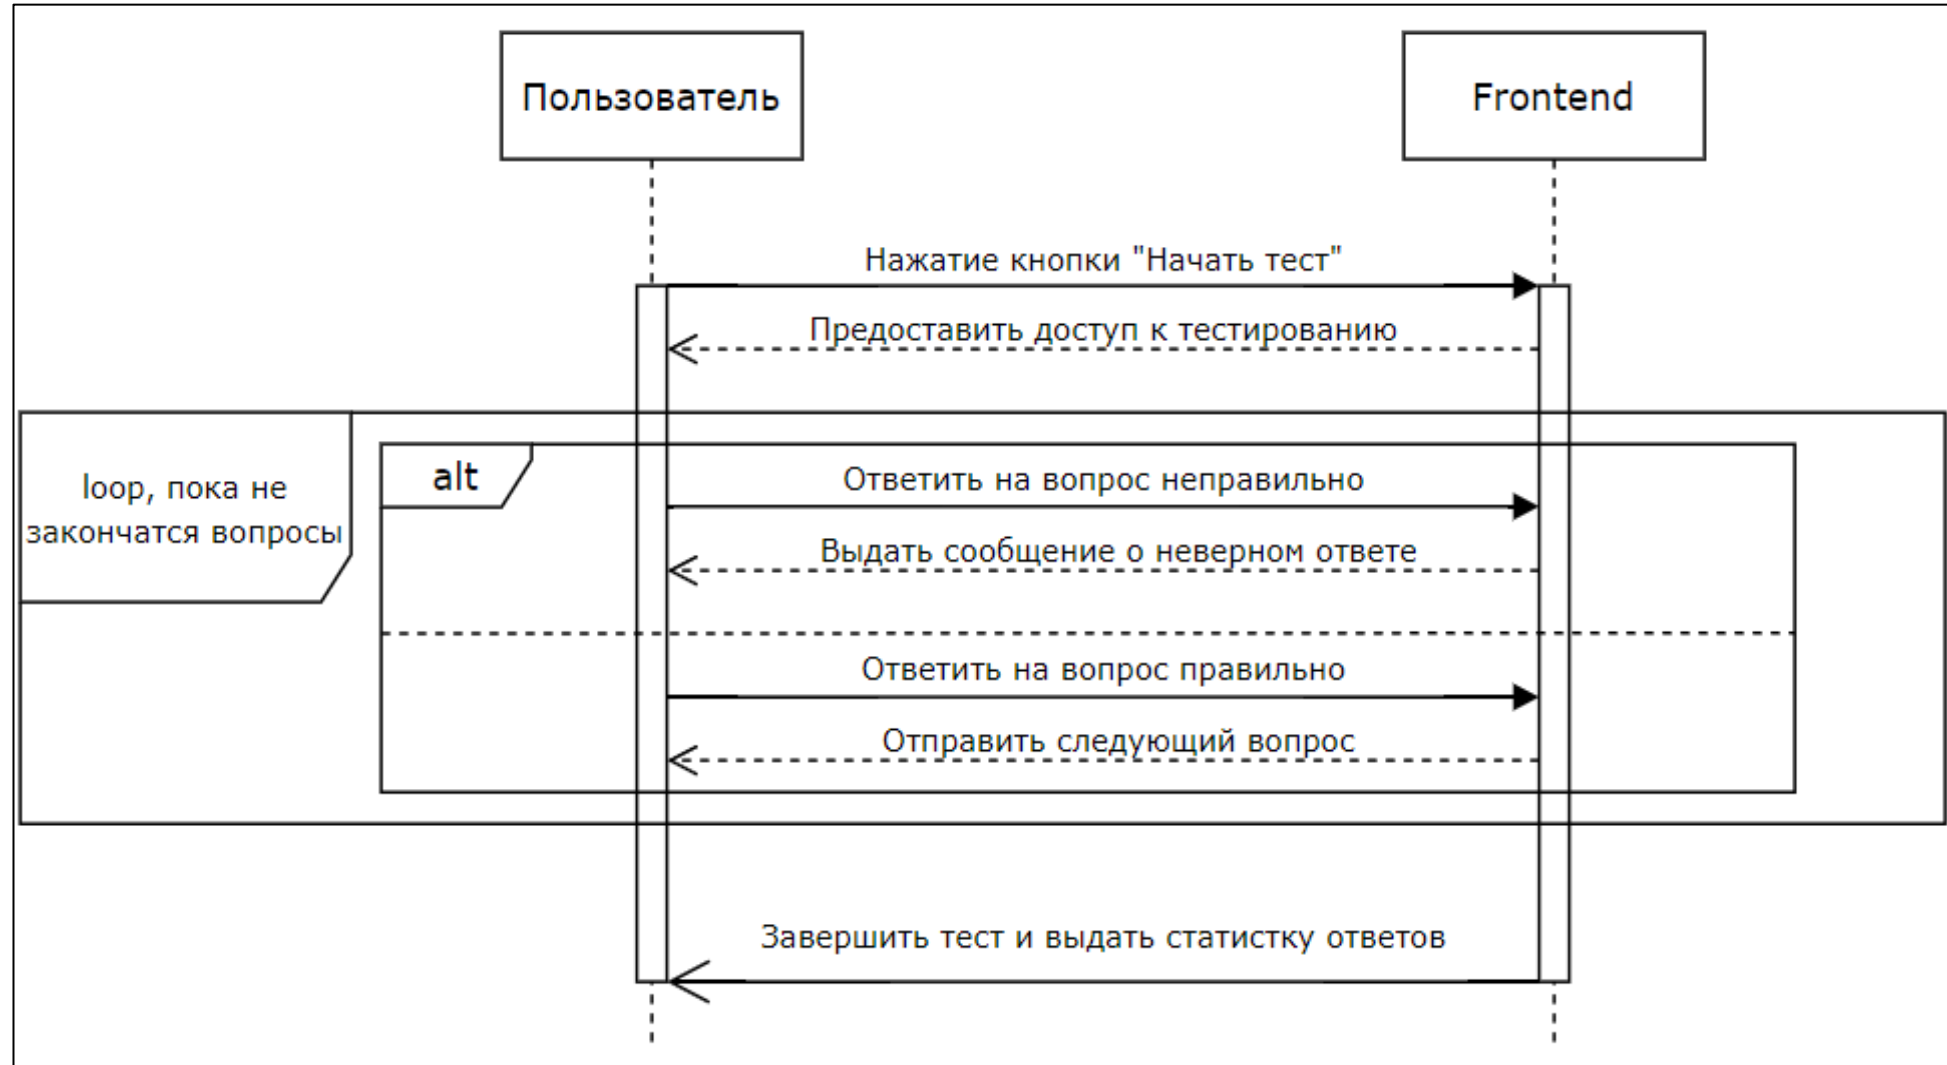 Пользователь
Frontend
Нажатие кнопки "Начать тест"
Предоставить доступ к тестированию
loop, пока не
закончатся вопросы
alt
Ответить на вопрос неправильно
Выдать сообщение о неверном ответе
Ответить на вопрос правильно
Отправить следующий вопрос
Завершить тест и выдать статистку ответов